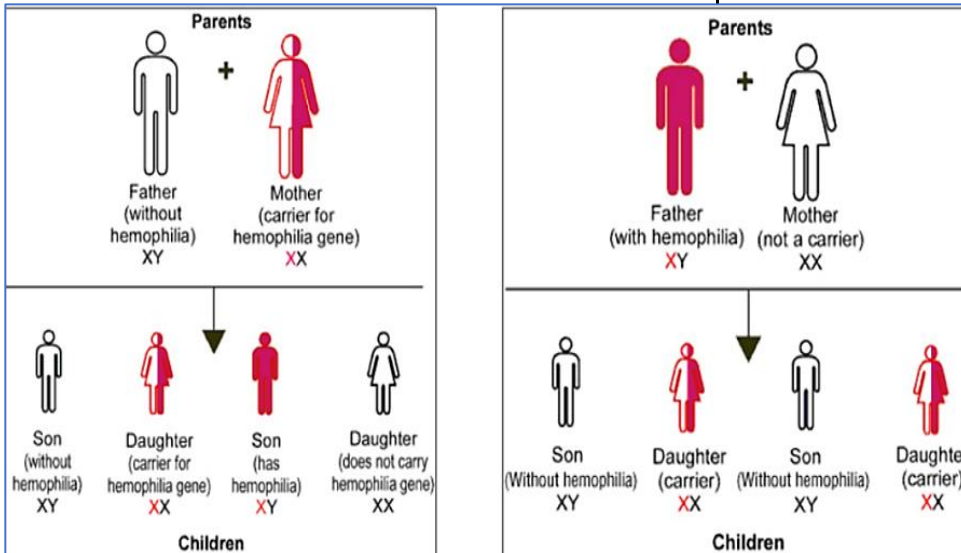 Parents
+
Father
(without
hemophilia)
XY
Mother
(carrier for
hemophilia gene)
XX
Son
(without
hemophilia)
XY
Daughter
(carrier for
hemophilia gene)
XX
Son
(has
hemophilia)
XY
Daughter
(does not carry
hemophilia gene)
XX
Children
Parents
+
Father
(with hemophilia)
XY
Mother
(not a carrier)
XX
Son
(Without hemophilia)
XY
Daughter
(carrier)
XX
Son
(Without hemophilia)
XY
Daughter
(carrier)
XX
Children